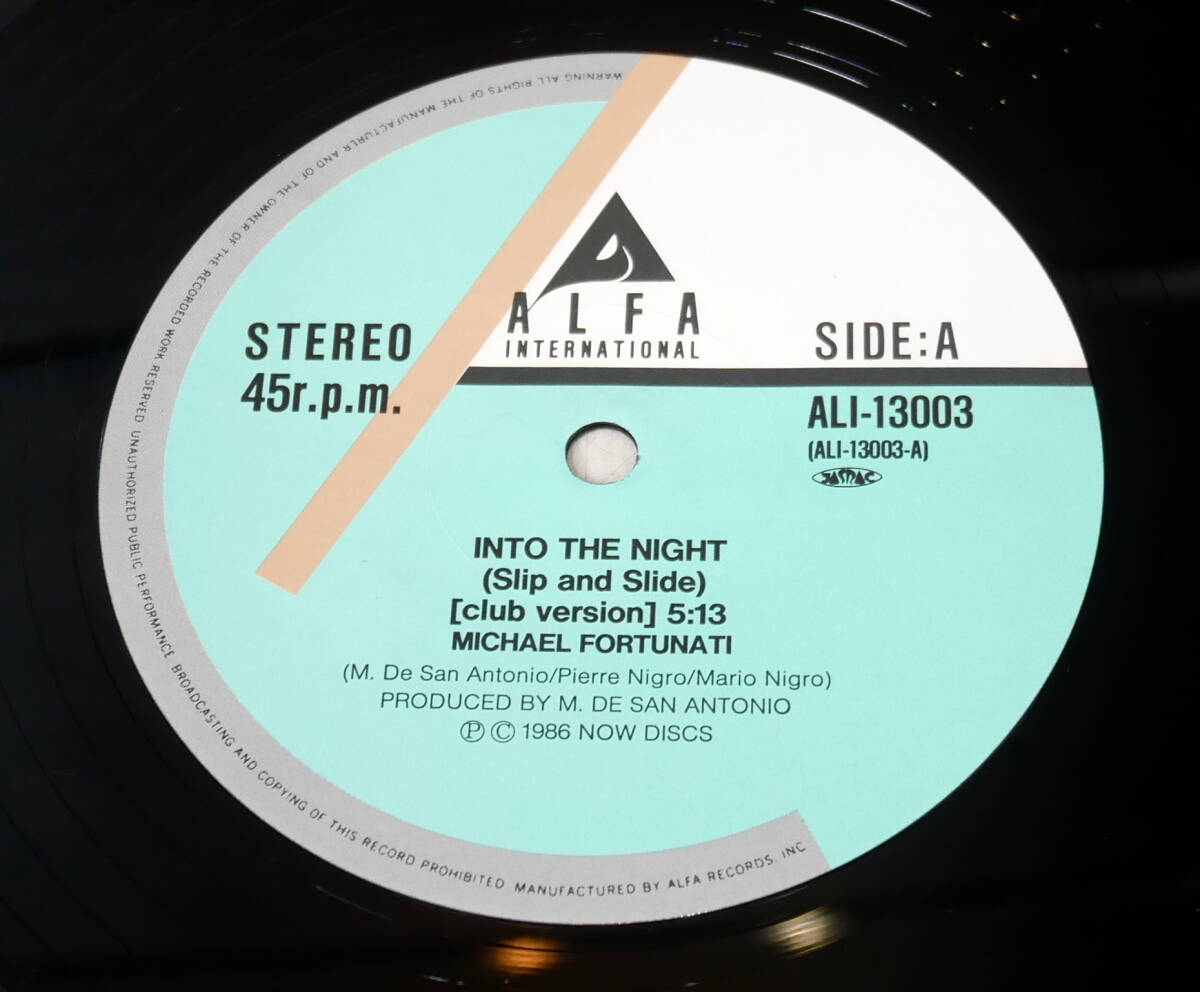 ALFA
INTERNATIONAL
STEREO
45r.p.m.
SIDE:A
ALI-13003
(ALI-13003-A)
JASRAC
INTO THE NIGHT
(Slip and Slide)
[club version] 5:13
MICHAEL FORTUNATI
(M. De San Antonio/Pierre Nigro/Mario Nigro)
PRODUCED BY M. DE SAN ANTONIO
Ⓟ Ⓒ 1986 NOW DISCS
WARNING ALL RIGHTS OF THE MANUFACTURER AND OF THE OWNER OF THE RECORDED WORK RESERVED UNAUTHORIZED PUBLIC PERFORMANCE BROADCASTING AND COPYING OF THIS RECORD PROHIBITED MANUFACTURED BY ALFA RECORDS, INC